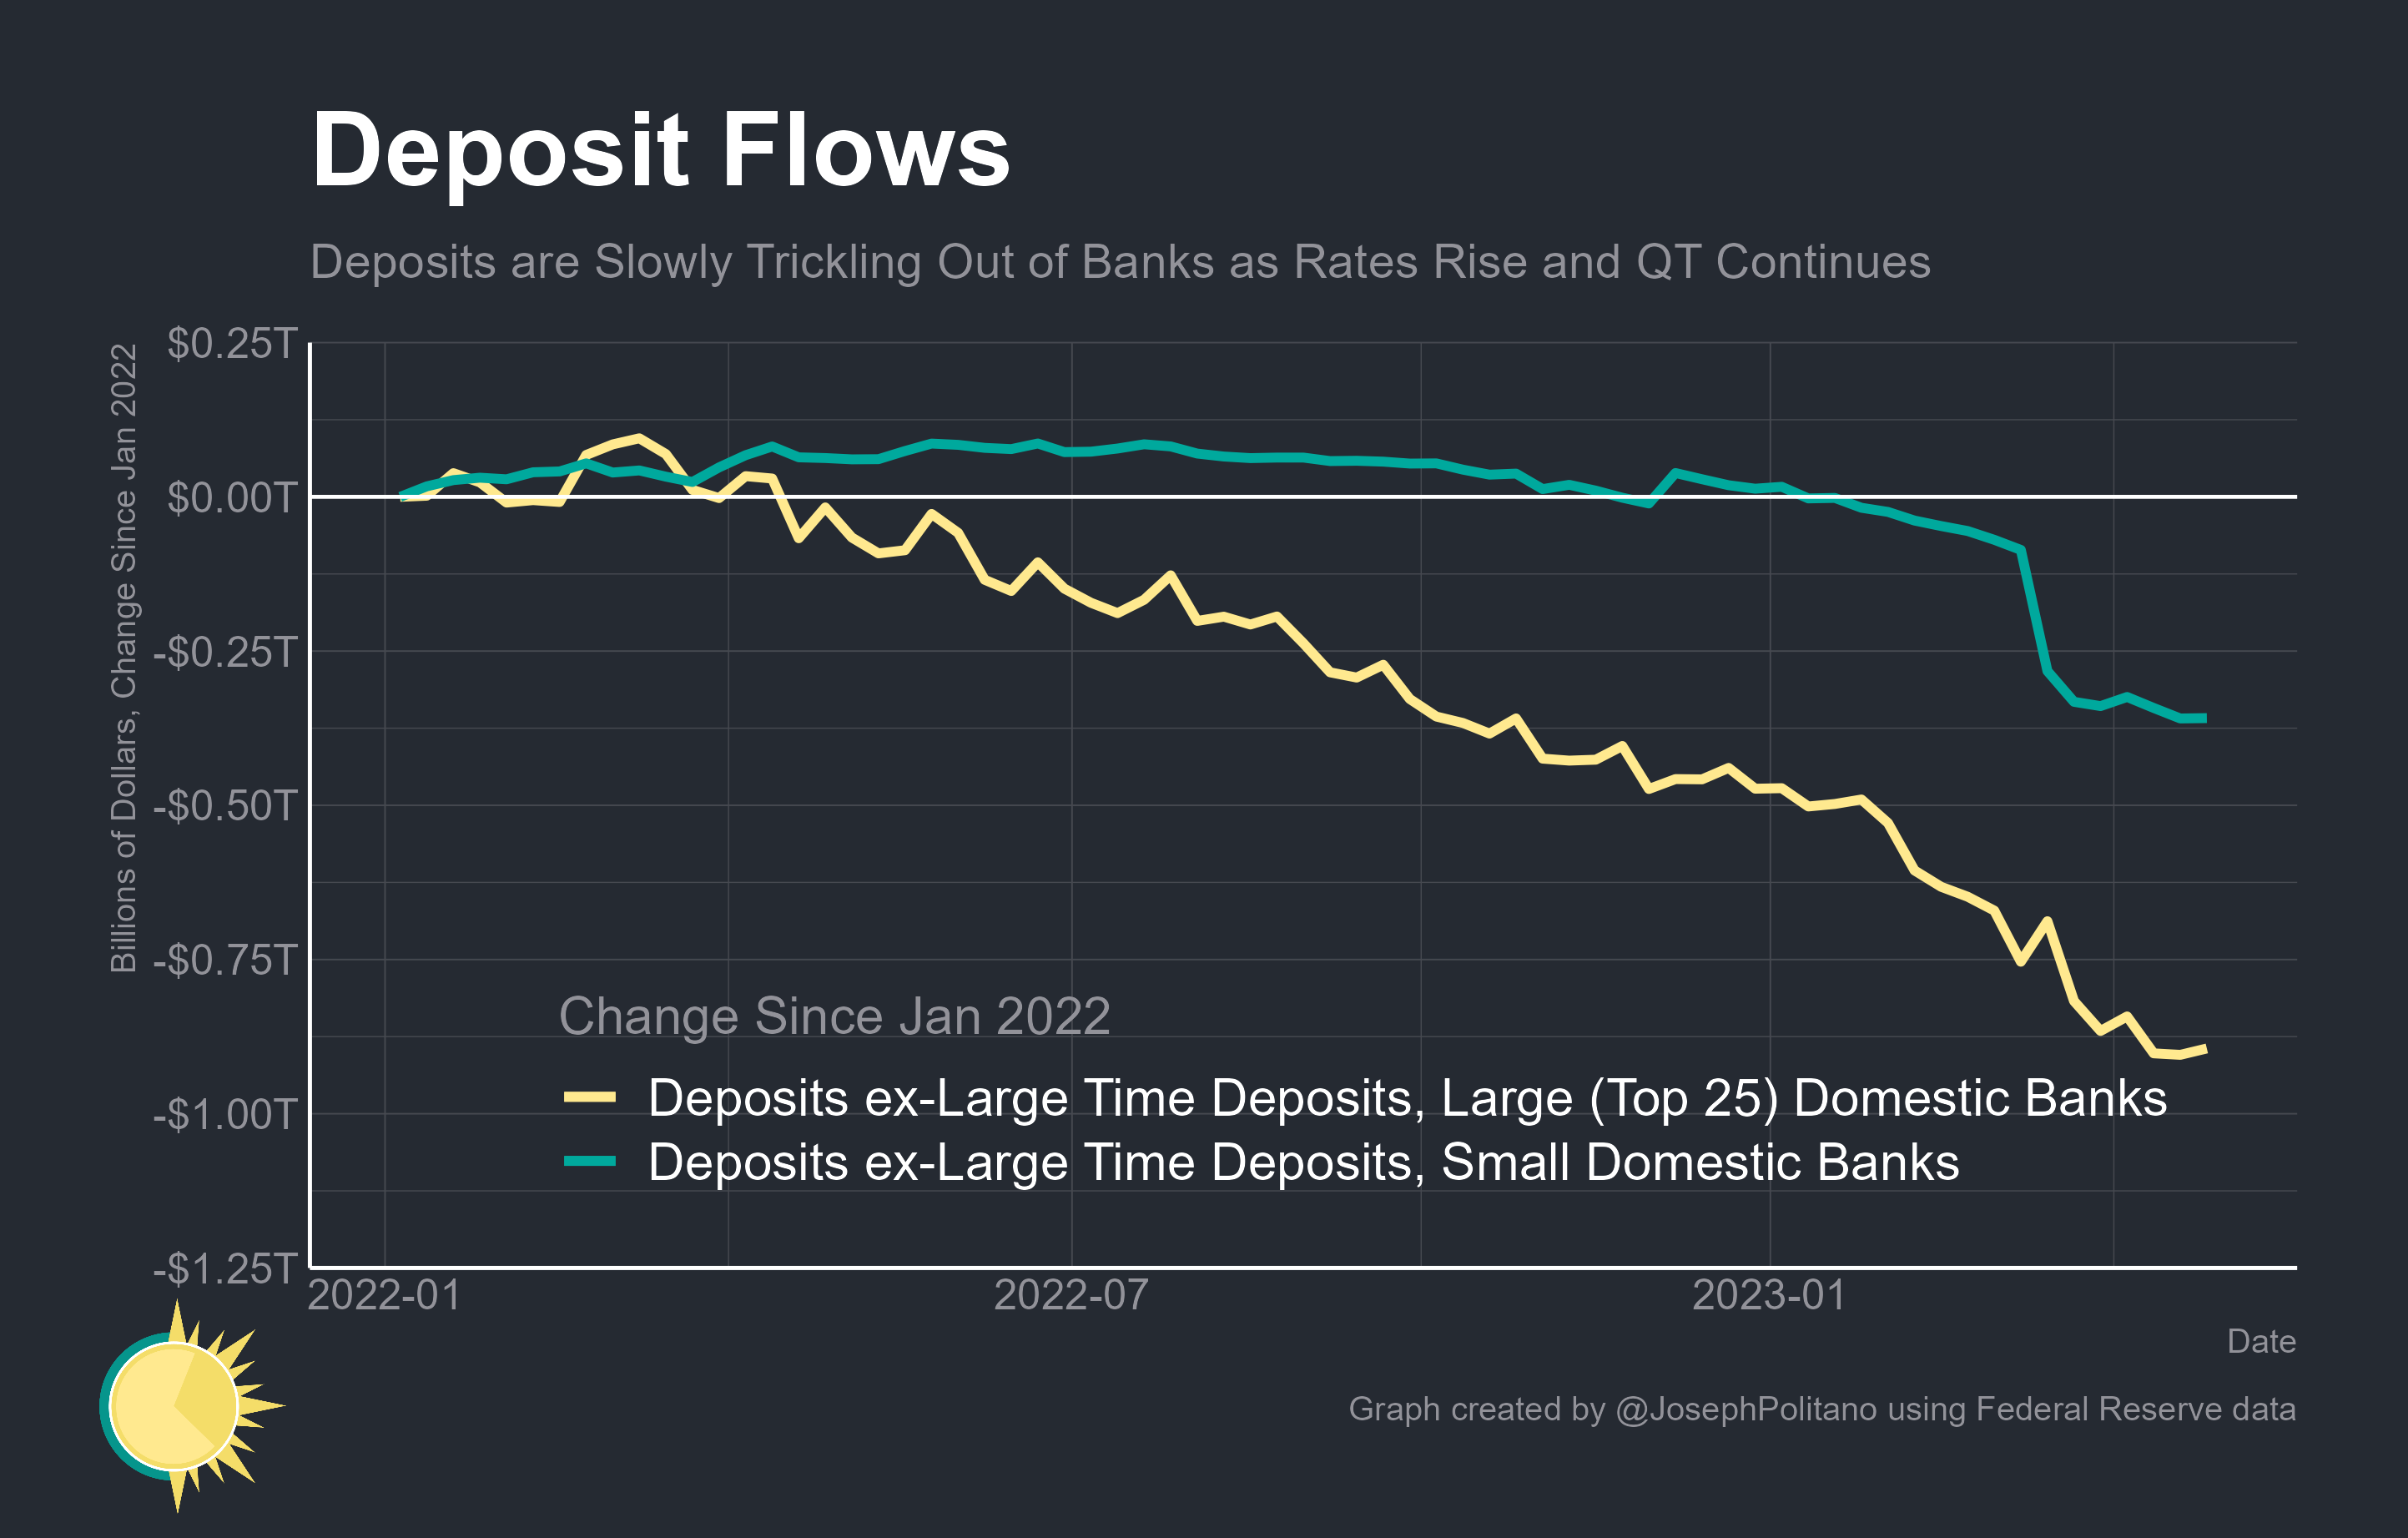 Deposit Flows
Deposits are Slowly Trickling Out of Banks as Rates Rise and QT Continues
Billions of Dollars, Change Since Jan 2022
$0.25T
$0.00T
-$0.25T
-$0.50T
-$0.75T
-$1.00T
-$1.25T
Change Since Jan 2022
Deposits ex-Large Time Deposits, Large (Top 25) Domestic Banks
Deposits ex-Large Time Deposits, Small Domestic Banks
2022-01
2022-07
2023-01
Date
Graph created by @JosephPolitano using Federal Reserve data